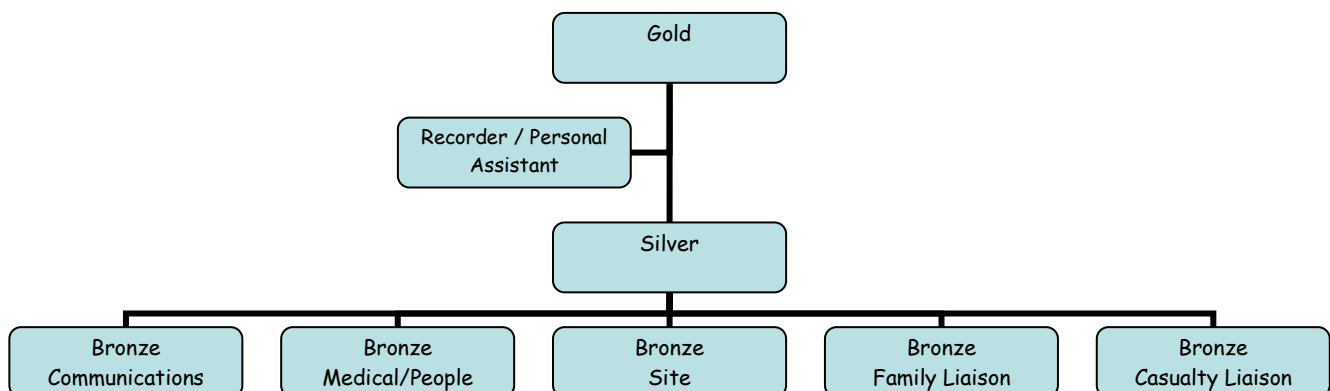 Gold
Recorder / Personal
Assistant
Silver
Bronze
Communications
Bronze
Medical/People
Bronze
Site
Bronze
Family Liaison
Bronze
Casualty Liaison